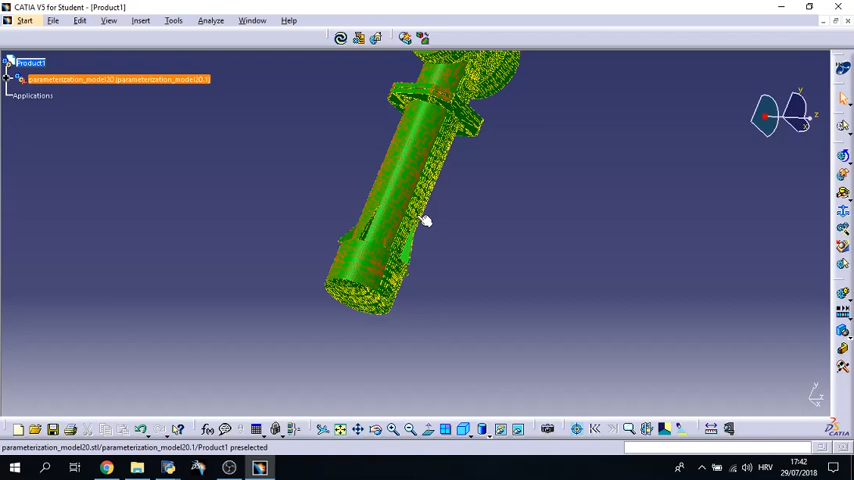 CATIA V5 for Student - [Product1]
Start File Edit View Insert Tools Analyze Window Help
Product1
parameterization_model20 (parameterization_model20.1)
Applications
y
z
x
y
x
f(x)
CATIA
parameterization_model20.stl/parameterization_model20.1/Product1 preselected
HRV
17:42
29/07/2018